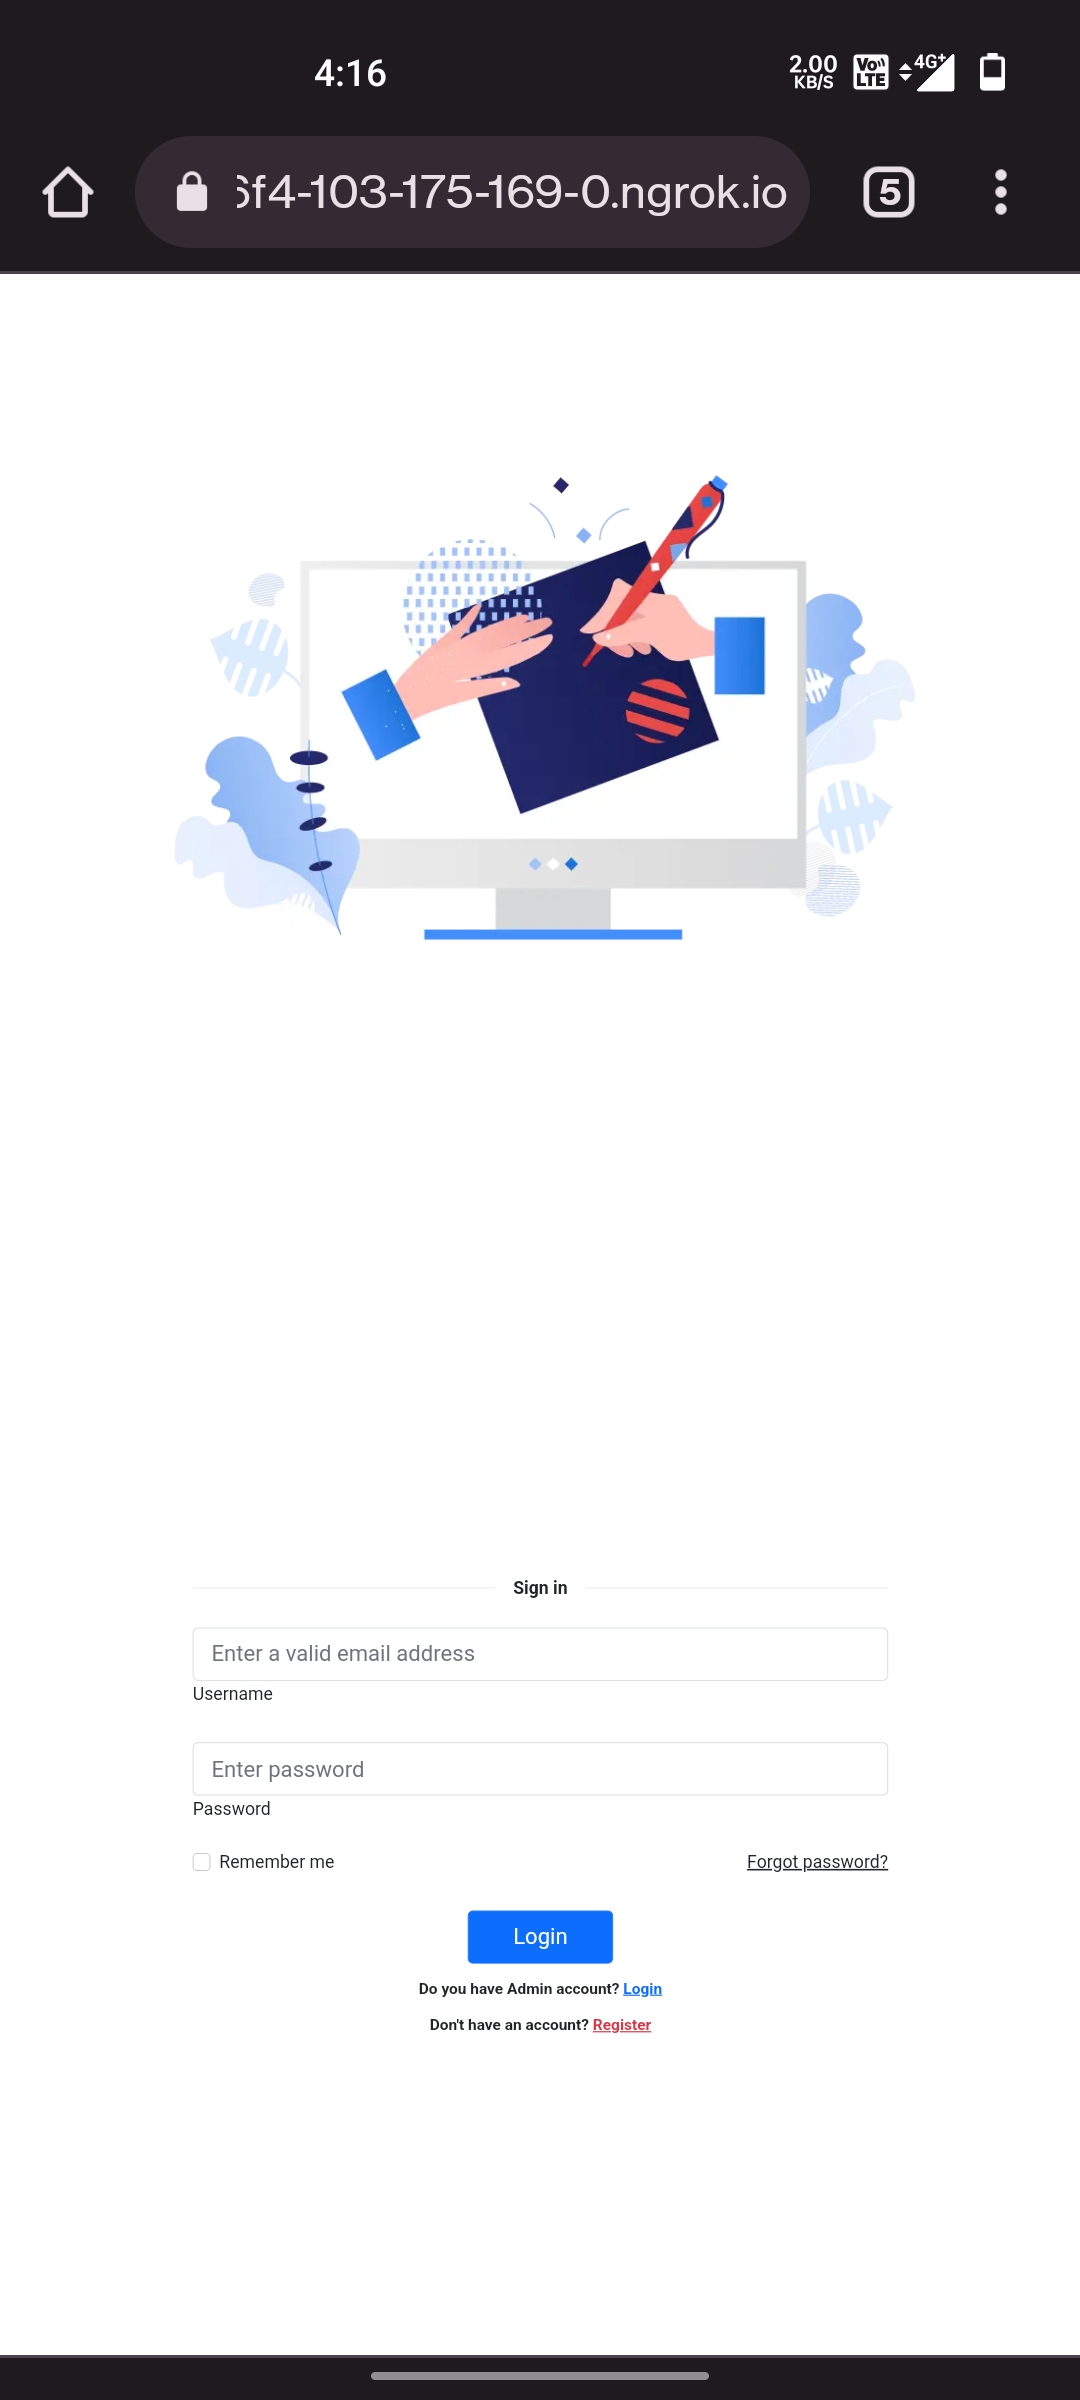 4:16
2.00
KB/S
Vo
LTE
4G+
6f4-103-175-169-0.ngrok.io
5
Sign in
Enter a valid email address
Username
Enter password
Password
Remember me
Forgot password?
Login
Do you have Admin account? Login
Don't have an account? Register